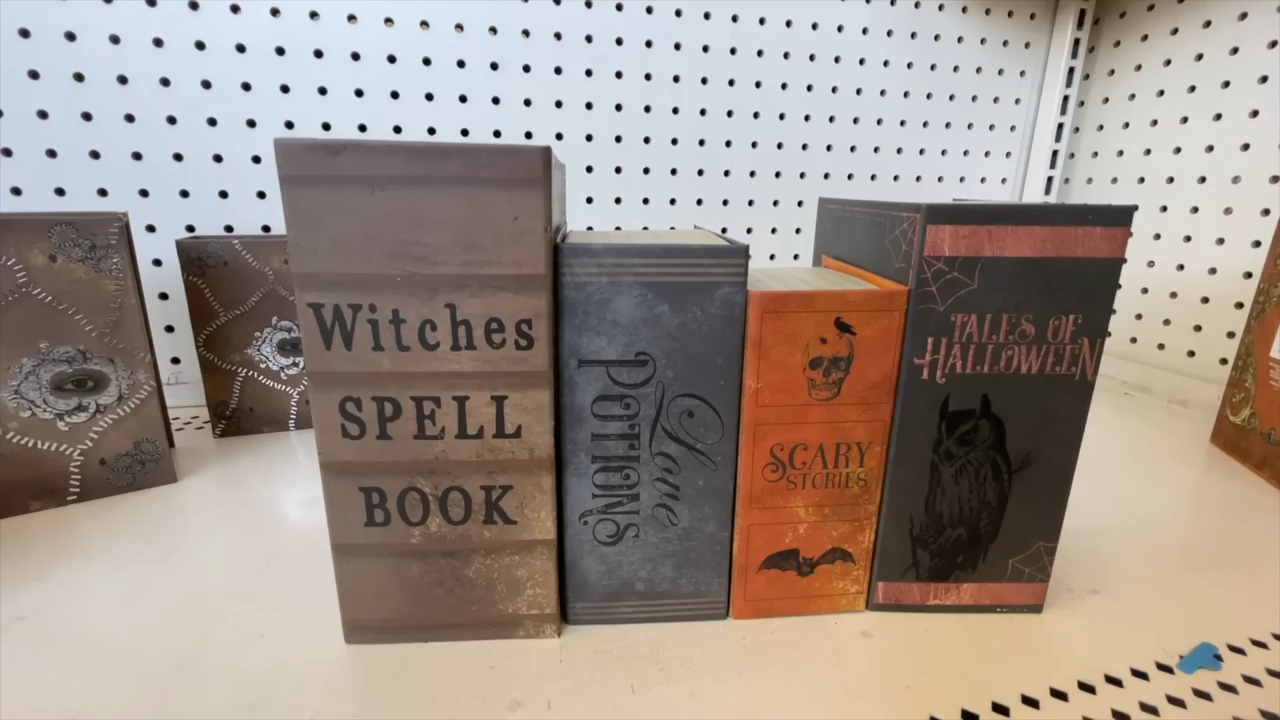 Witches
SPELL
BOOK
Love
POTIONS
SCARY
STORIES
TALES OF
HALLOWEEN